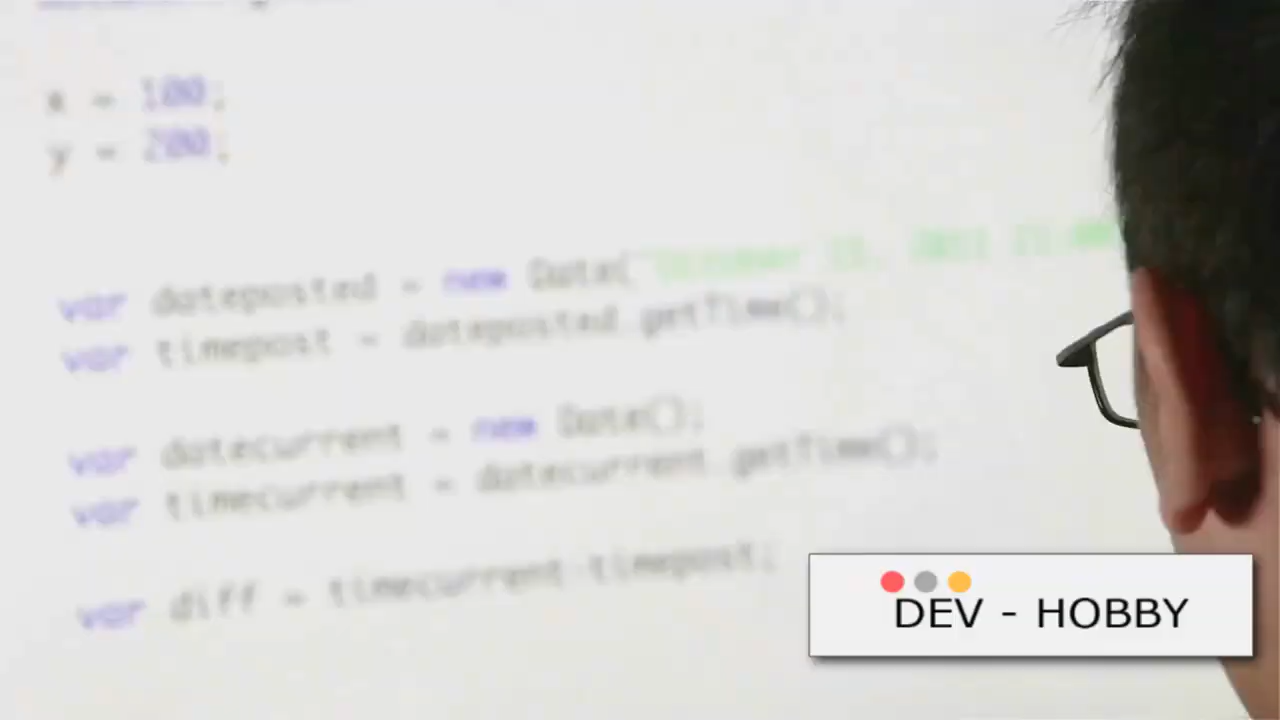 x = 100;
y = 200;
var dateposted = new Date("October
var timepost = dateposted.getTime();
var datecurrent = new Date();
var timecurrent = datecurrent.getTime();
var diff = timecurrent-timepost;
DEV - HOBBY